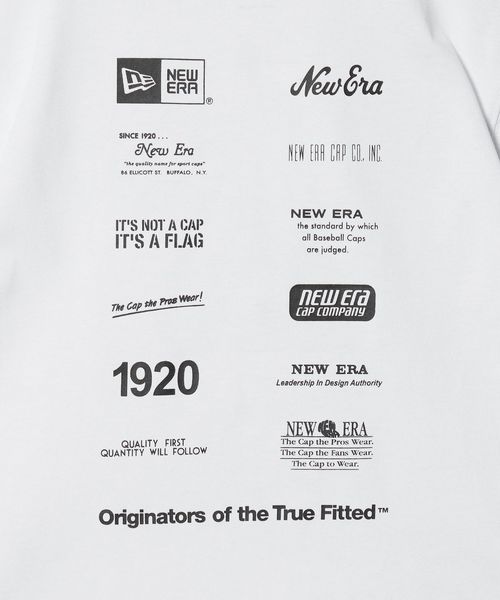 NEW
ERA
®
New Era
SINCE 1920 . . .
New Era
"the quality name for sport caps"
86 ELLICOTT ST. BUFFALO, N.Y.
NEW ERA CAP CO., INC.
IT'S NOT A CAP
IT'S A FLAG
NEW ERA
the standard by which
all Baseball Caps
are judged.
The Cap the Pros Wear!
new era
cap company
1920
NEW ERA
Leadership In Design Authority
QUALITY FIRST
QUANTITY WILL FOLLOW
NEW ERA
The Cap the Pros Wear.
The Cap the Fans Wear.
The Cap to Wear.
Originators of the True Fitted™